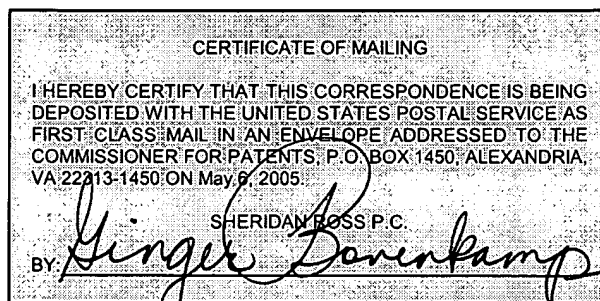 CERTIFICATE OF MAILING
I HEREBY CERTIFY THAT THIS CORRESPONDENCE IS BEING
DEPOSITED WITH THE UNITED STATES POSTAL SERVICE AS
FIRST CLASS MAIL IN AN ENVELOPE ADDRESSED TO THE
COMMISSIONER FOR PATENTS, P.O. BOX 1450, ALEXANDRIA,
VA 22313-1450 ON May 6, 2005.
SHERIDAN ROSS P.C.
BY: Ginger Bovenkamp